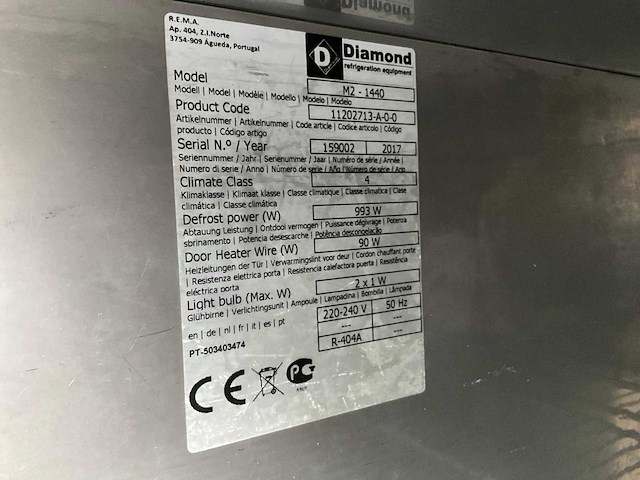 R.E.M.A.
Ap. 404, Z.I.Norte
3754-909 Águeda, Portugal
D Diamond
refrigeration equipment
Model M2 - 1440
Modell | Model | Modèle | Modello | Modelo | Modelo
Product Code 11202713-A-0-0
Artikelnummer | Artikelnummer | Code article | Codice articolo | Código
produto | Código artigo
Serial N.º / Year 159002 2017
Seriennummer / Jahr | Serienummer / Jaar | Numéro de série / Année |
Numero di serie / Anno | Número de serie / Año | Número de série / Ano
Climate Class 4
Klimaklasse | Klimaat klasse | Classe climatique | Classe climatica | Clase
climática | Classe climática
Defrost power (W) 993 W
Abtauung Leistung | Ontdooi vermogen | Puissance dégivrage | Potenza
sbrinamento | Potencia desescarche | Potência descongelação
Door Heater Wire (W) 90 W
Heizleitungen der Tür | Verwarmingslint voor deur | Cordon chauffant porte
| Resistenza elettrica porta | Resistencia calefactora puerta | Resistência
eléctrica porta
Light bulb (Max. W) 2 x 1 W
Glühbirne | Verlichtingsunit | Ampoule | Lampadina | Bombilla | Lâmpada
220-240 V 50 Hz
en | de | nl | fr | it | es | pt --- ---
PT-503403474 R-404A ---
CE